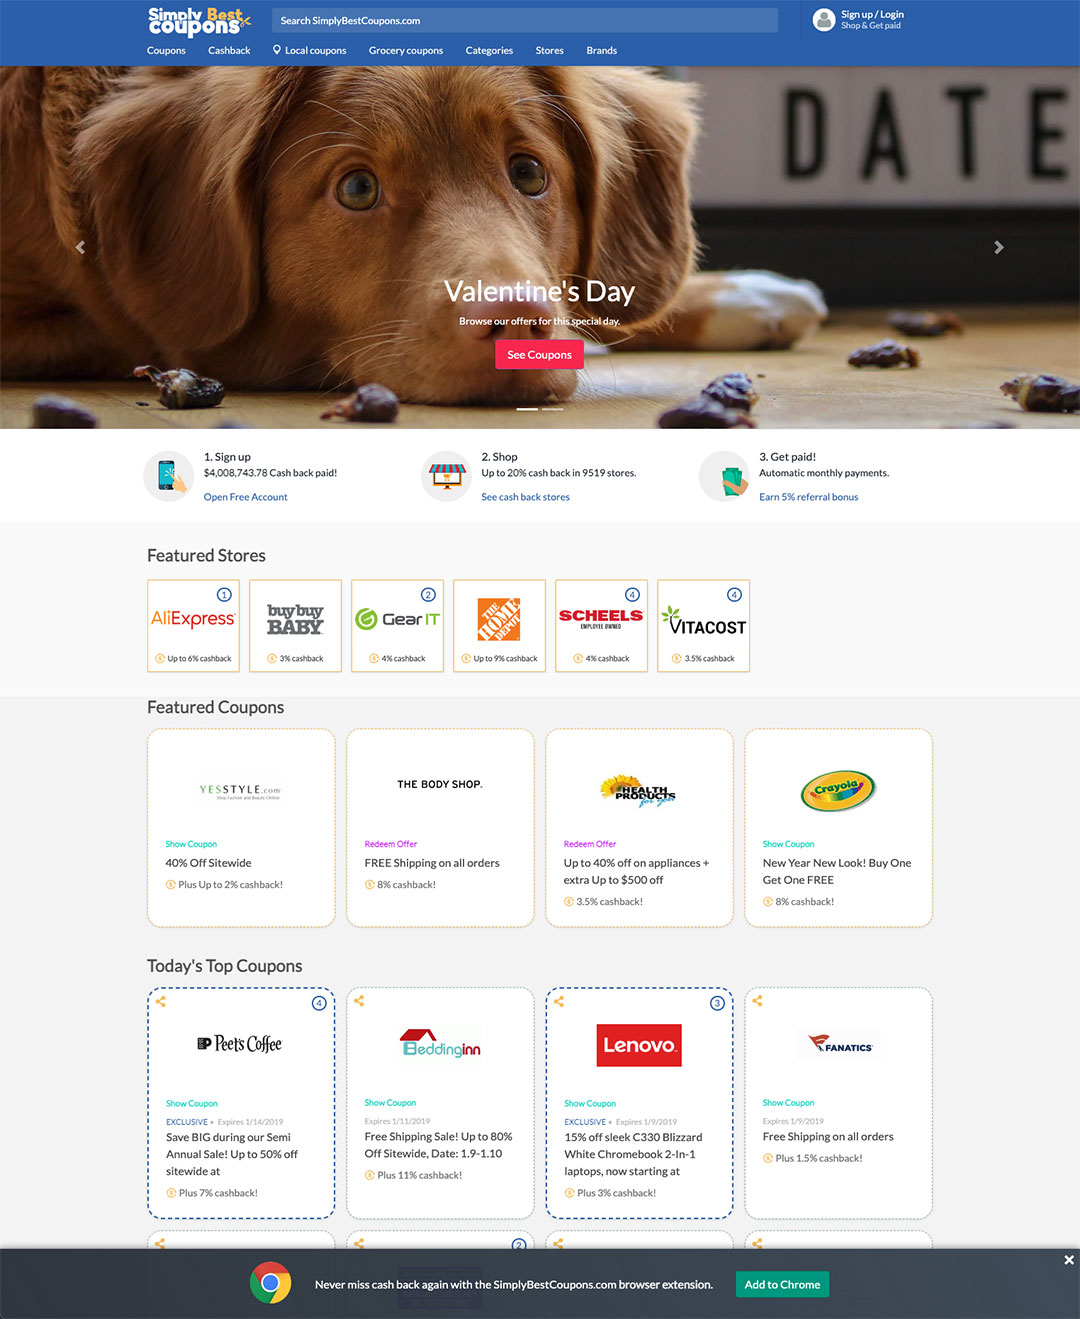 Simply Best
coupons
Search SimplyBestCoupons.com
Sign up / Login
Shop & Get paid
Coupons
Cashback
Local coupons
Grocery coupons
Categories
Stores
Brands
DATE
Valentine's Day
Browse our offers for this special day.
See Coupons
1. Sign up
$4,008,743.78 Cash back paid!
Open Free Account
2. Shop
Up to 20% cash back in 9519 stores.
See cash back stores
3. Get paid!
Automatic monthly payments.
Earn 5% referral bonus
Featured Stores
1
AliExpress
Up to 6% cashback
buybuy
BABY
3% cashback
2
GearIT
4% cashback
THE
HOME
DEPOT
Up to 9% cashback
4
SCHEELS
EMPLOYEE OWNED
4% cashback
4
VITACOST
3.5% cashback
Featured Coupons
YESSTYLE.com
Shop Fashion and Beauty Online
Show Coupon
40% Off Sitewide
Plus Up to 2% cashback!
THE BODY SHOP.
Redeem Offer
FREE Shipping on all orders
8% cashback!
HEALTH
PRODUCTS
for you
Redeem Offer
Up to 40% off on appliances +
extra Up to $500 off
3.5% cashback!
Crayola
Show Coupon
New Year New Look! Buy One
Get One FREE
8% cashback!
Today's Top Coupons
4
Peet's Coffee
Show Coupon
EXCLUSIVE • Expires 1/14/2019
Save BIG during our Semi
Annual Sale! Up to 50% off
sitewide at
Plus 7% cashback!
Beddinginn
Show Coupon
Expires 1/11/2019
Free Shipping Sale! Up to 80%
Off Sitewide, Date: 1.9-1.10
Plus 11% cashback!
3
Lenovo
Show Coupon
EXCLUSIVE • Expires 1/9/2019
15% off sleek C330 Blizzard
White Chromebook 2-In-1
laptops, now starting at
Plus 3% cashback!
FANATICS
Show Coupon
Expires 1/9/2019
Free Shipping on all orders
Plus 1.5% cashback!
2
Never miss cash back again with the SimplyBestCoupons.com browser extension.
Add to Chrome